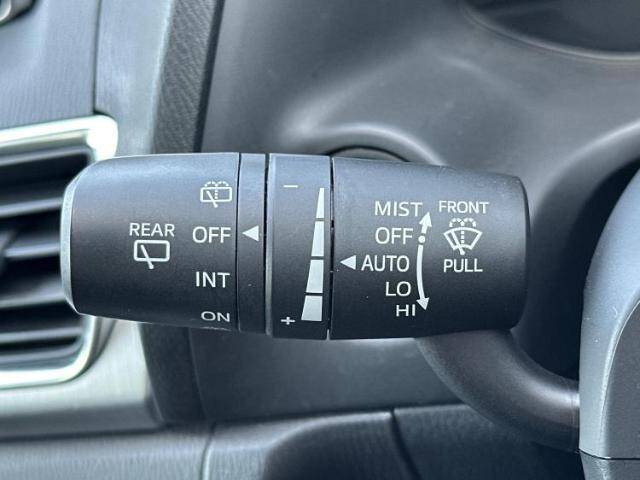 REAR
OFF
INT
ON
−
+
MIST
OFF
AUTO
LO
HI
FRONT
PULL